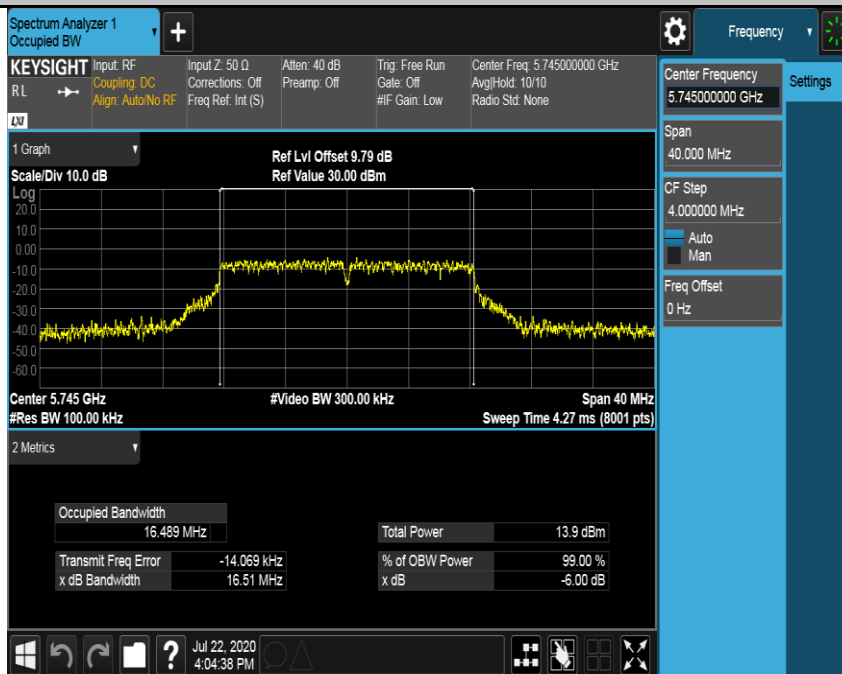 Spectrum Analyzer 1
Occupied BW
+
Frequency
KEYSIGHT
RL
LXI
Input: RF
Coupling: DC
Align: Auto/No RF
Input Z: 50 Ω
Corrections: Off
Freq Ref: Int (S)
Atten: 40 dB
Preamp: Off
Trig: Free Run
Gate: Off
#IF Gain: Low
Center Freq: 5.745000000 GHz
Avg|Hold: 10/10
Radio Std: None
Center Frequency
5.745000000 GHz
Settings
Span
40.000 MHz
CF Step
4.000000 MHz
Auto
Man
Freq Offset
0 Hz
1 Graph
Scale/Div 10.0 dB
Ref Lvl Offset 9.79 dB
Ref Value 30.00 dBm
Log
20.0
10.0
0.00
-10.0
-20.0
-30.0
-40.0
-50.0
-60.0
Center 5.745 GHz
#Video BW 300.00 kHz
Span 40 MHz
#Res BW 100.00 kHz
Sweep Time 4.27 ms (8001 pts)
2 Metrics
Occupied Bandwidth
16.489 MHz
Total Power 13.9 dBm
Transmit Freq Error -14.069 kHz
% of OBW Power 99.00 %
x dB Bandwidth 16.51 MHz
x dB -6.00 dB
?
Jul 22, 2020
4:04:38 PM